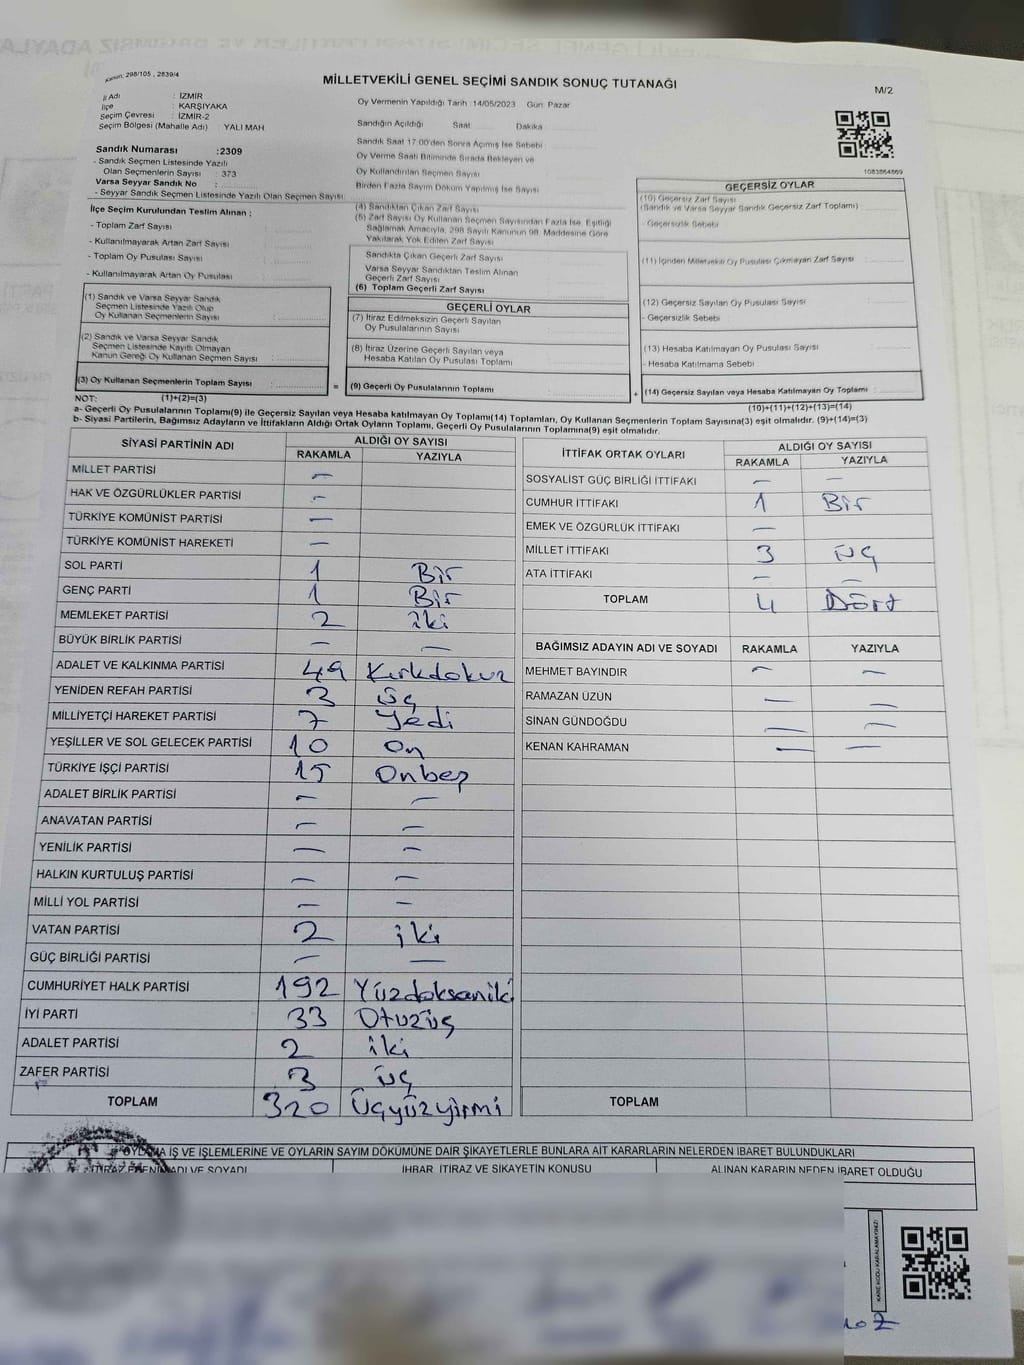 Kanun: 298/105 , 2839/4
MİLLETVEKİLİ GENEL SEÇİMİ SANDIK SONUÇ TUTANAĞI
M/2
İl Adı : İZMİR
İlçe : KARŞIYAKA
Seçim Çevresi : İZMİR-2
Seçim Bölgesi (Mahalle Adı) : YALI MAH
Sandık Numarası :2309
- Sandık Seçmen Listesinde Yazılı
Olan Seçmenlerin Sayısı : 373
Varsa Seyyar Sandık No :
- Seyyar Sandık Seçmen Listesinde Yazılı Olan Seçmen Sayısı
Oy Vermenin Yapıldığı Tarih :14/05/2023 Gün: Pazar
Sandığın Açıldığı Saat Dakika
Sandık Saat 17:00'den Sonra Açımış İse Sebebi
Oy Verme Saati Bitiminde Sırada Bekleyen ve
Oy Kullandırılan Seçmen Sayısı
Birden Fazla Sayım Döküm Yapılmış İse Sayısı
1083864869
İlçe Seçim Kurulundan Teslim Alınan ;
- Toplam Zarf Sayısı
- Kullanılmayarak Artan Zarf Sayısı
- Toplam Oy Pusulası Sayısı
- Kullanılmayarak Artan Oy Pusulası
(4) Sandıktan Çıkan Zarf Sayısı
(5) Zarf Sayısı Oy Kullanan Seçmen Sayısından Fazla İse, Eşitliği
Sağlamak Amacıyla, 298 Sayılı Kanunun 98. Maddesine Göre
Yakılarak Yok Edilen Zarf Sayısı
Sandıkta Çıkan Geçerli Zarf Sayısı
Varsa Seyyar Sandıktan Teslim Alınan
Geçerli Zarf Sayısı
(6) Toplam Geçerli Zarf Sayısı
GEÇERSİZ OYLAR
(10) Geçersiz Zarf Sayısı
(Sandık ve Varsa Seyyar Sandık Geçersiz Zarf Toplamı)
- Geçersizlik Sebebi
(11) İçinden Milletvekili Oy Pusulası Çıkmayan Zarf Sayısı
(12) Geçersiz Sayılan Oy Pusulası Sayısı
- Geçersizlik Sebebi
(13) Hesaba Katılmayan Oy Pusulası Sayısı
- Hesaba Katmama Sebebi
(14) Geçersiz Sayılan veya Hesaba Katılmayan Oy Toplamı
(10)+(11)+(12)+(13)=(14)
(1) Sandık ve Varsa Seyyar Sandık
Seçmen Listesinde Yazılı Olup
Oy Kullanan Seçmenlerin Sayısı
(2) Sandık ve Varsa Seyyar Sandık
Seçmen Listesinde Kayıtlı Olmayan
Kanun Gereği Oy Kullanan Seçmen Sayısı
(3) Oy Kullanan Seçmenlerin Toplam Sayısı
=
GEÇERLİ OYLAR
(7) İtiraz Edilmeksizin Geçerli Sayılan
Oy Pusulalarının Sayısı
(8) İtiraz Üzerine Geçerli Sayılan veya
Hesaba Katılan Oy Pusulası Toplamı
(9) Geçerli Oy Pusulalarının Toplamı
+
NOT: (1)+(2)=(3)
a- Geçerli Oy Pusulalarının Toplamı(9) ile Geçersiz Sayılan veya Hesaba katılmayan Oy Toplamı(14) Toplamları, Oy Kullanan Seçmenlerin Toplam Sayısına(3) eşit olmalıdır. (9)+(14)=(3)
b- Siyasi Partilerin, Bağımsız Adayların ve İttifakların Aldığı Ortak Oyların Toplamı, Geçerli Oy Pusulalarının Toplamına(9) eşit olmalıdır.
SİYASİ PARTİNİN ADI ALDIĞI OY SAYISI
RAKAMLA YAZIYLA
MİLLET PARTİSİ –
HAK VE ÖZGÜRLÜKLER PARTİSİ –
TÜRKİYE KOMÜNİST PARTİSİ –
TÜRKİYE KOMÜNİST HAREKETİ –
SOL PARTİ 1 Bir
GENÇ PARTİ 1 Bir
MEMLEKET PARTİSİ 2 iki
BÜYÜK BİRLİK PARTİSİ – –
ADALET VE KALKINMA PARTİSİ 49 Kırkdokuz
YENİDEN REFAH PARTİSİ 3 üç
MİLLİYETÇİ HAREKET PARTİSİ 7 Yedi
YEŞİLLER VE SOL GELECEK PARTİSİ 10 On
TÜRKİYE İŞÇİ PARTİSİ 15 Onbeş
ADALET BİRLİK PARTİSİ – –
ANAVATAN PARTİSİ – –
YENİLİK PARTİSİ – –
HALKIN KURTULUŞ PARTİSİ – –
MİLLİ YOL PARTİSİ – –
VATAN PARTİSİ 2 iki
GÜÇ BİRLİĞİ PARTİSİ – –
CUMHURİYET HALK PARTİSİ 192 Yüzdoksaniki
İYİ PARTİ 33 Otuzüç
ADALET PARTİSİ 2 iki
ZAFER PARTİSİ 3 üç
TOPLAM 320 Üçyüzyirmi
İTTİFAK ORTAK OYLARI ALDIĞI OY SAYISI
RAKAMLA YAZIYLA
SOSYALİST GÜÇ BİRLİĞİ İTTİFAKI – –
CUMHUR İTTİFAKI 1 Bir
EMEK VE ÖZGÜRLÜK İTTİFAKI –
MİLLET İTTİFAKI 3 üç
ATA İTTİFAKI – –
TOPLAM 4 Dört
BAĞIMSIZ ADAYIN ADI VE SOYADI RAKAMLA YAZIYLA
MEHMET BAYINDIR – –
RAMAZAN ÜZÜN – –
SİNAN GÜNDOĞDU – –
KENAN KAHRAMAN – –
TOPLAM
OYLAMA İŞ VE İŞLEMLERİNE VE OYLARIN SAYIM DÖKÜMÜNE DAİR ŞİKAYETLERLE BUNLARA AİT KARARLARIN NELERDEN İBARET BULUNDUKLARI
İTİRAZ EDENİN ADI VE SOYADI İHBAR, İTİRAZ VE ŞİKAYETİN KONUSU ALINAN KARARIN NEDEN İBARET OLDUĞU
KARE KODU KARALAMAYINIZ!